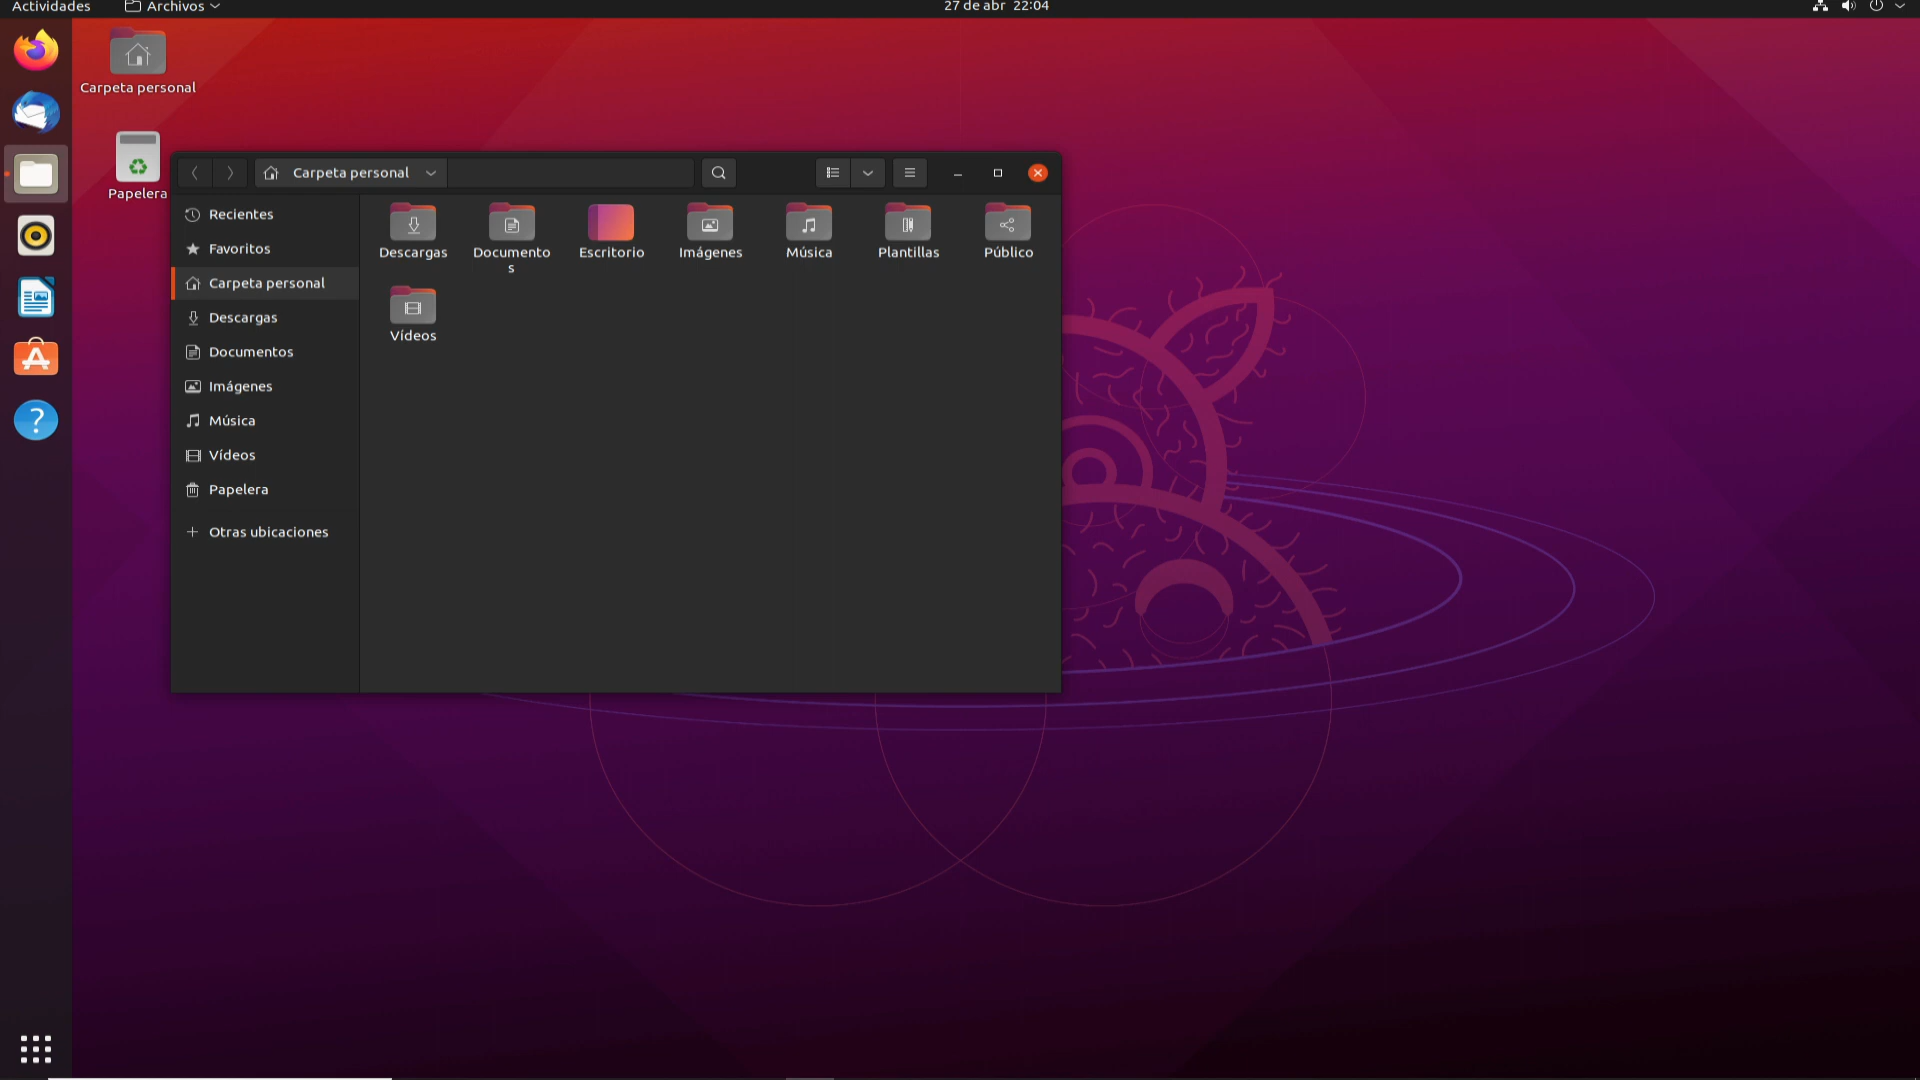 Actividades
Archivos
27 de abr 22:04
Carpeta personal
Papelera
Carpeta personal
Recientes
Favoritos
Carpeta personal
Descargas
Documentos
Imágenes
Música
Vídeos
Papelera
Otras ubicaciones
Descargas
Documento
s
Escritorio
Imágenes
Música
Plantillas
Público
Vídeos